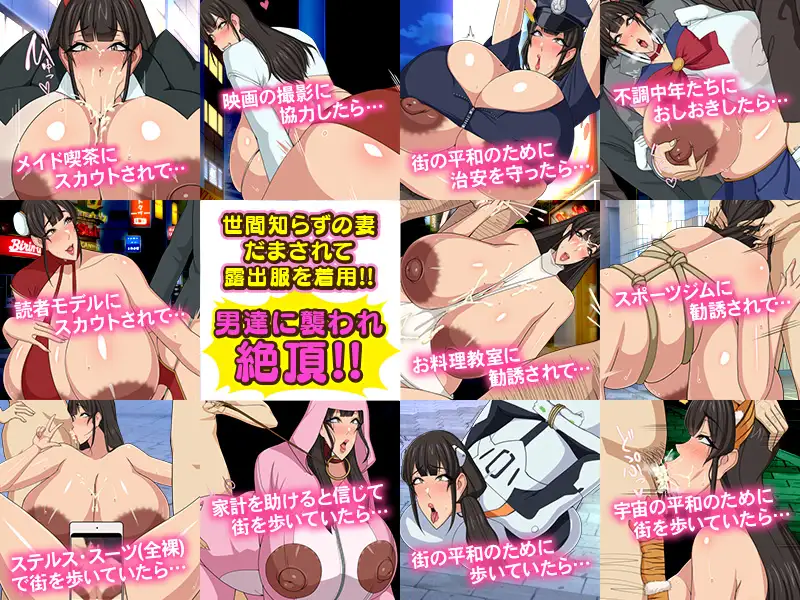 ぴゅっ
メイド喫茶に
スカウトされて…
映画の撮影に
協力したら…
街の平和のために
治安を守ったら…
不調中年たちに
おしおきしたら…
読者モデルに
スカウトされて…
世間知らずの妻
だまされて
露出服を着用!!
男達に襲われ
絶頂!!
お料理教室に
勧誘されて…
スポーツジムに
勧誘されて…
ステルス・スーツ(全裸)
で街を歩いていたら…
家計を助けると信じて
街を歩いていたら…
街の平和のために
歩いていたら…
宇宙の平和のために
街を歩いていたら…